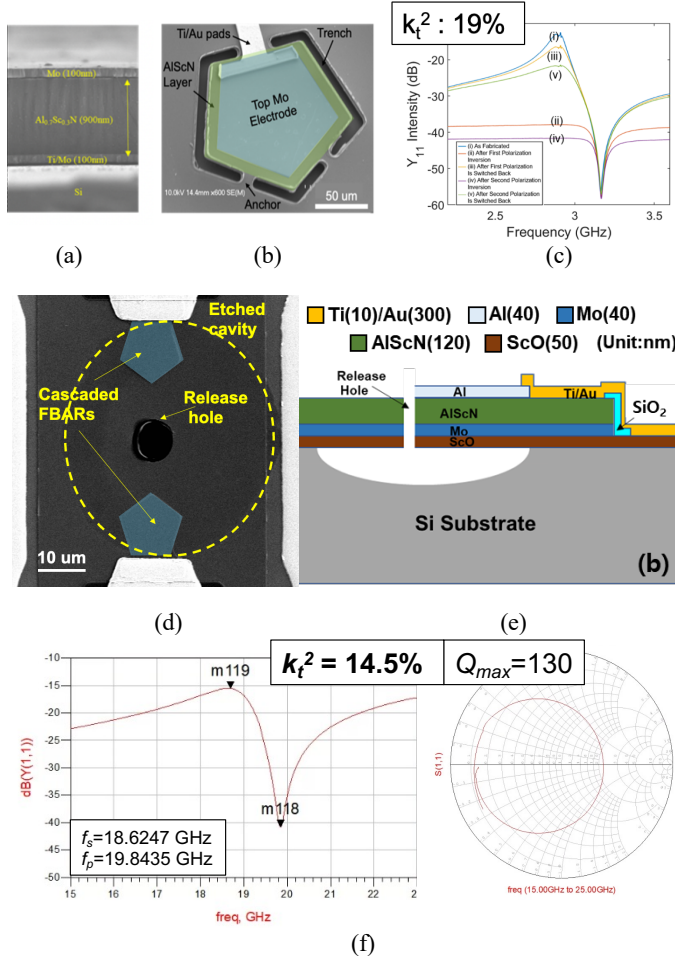 Mo (100nm)
Al₀.₇Sc₀.₃N (900nm)
Ti/Mo (100nm)
Si
(a)
Ti/Au pads
Trench
AlScN
Layer
Top Mo
Electrode
10.0kV 14.4mm x600 SE(M)
Anchor
50 um
(b)
kt² : 19%
Y₁₁ Intensity (dB)
-20
-30
-40
-50
-60
(i)
(iii)
(v)
(ii)
(iv)
(i) As Fabricated
(ii) After First Polarization
Inversion
(iii) After First Polarization
Is Switched Back
(iv) After Second Polarization
Inversion
(v) After Second Polarization
Is Switched Back
2.5 3 3.5
Frequency (GHz)
(c)
Etched
cavity
Cascaded
FBARs
Release
hole
10 um
(d)
Ti(10)/Au(300) Al(40) Mo(40)
AlScN(120) ScO(50) (Unit:nm)
Release
Hole
Al
Ti/Au
AlScN
SiO₂
Mo
ScO
Si Substrate
(b)
(e)
kt² = 14.5% Qmax=130
dB(Y(1,1))
-10
-15
-20
-25
-30
-35
-40
-45
-50
m119
m118
fs=18.6247 GHz
fp=19.8435 GHz
15 16 17 18 19 20 21 22 2
freq, GHz
S(1,1)
freq (15.00GHz to 25.00GHz)
(f)